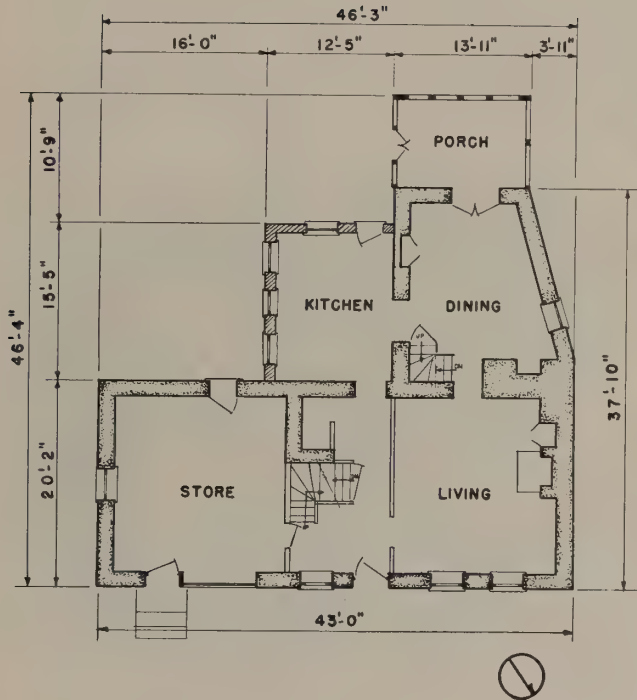 46'-3"
16'-0"
12'-5"
13'-11"
3'-11"
10'-9"
PORCH
15'-5"
KITCHEN
DINING
46'-4"
UP
DN
37'-10"
20'-2"
STORE
LIVING
43'-0"